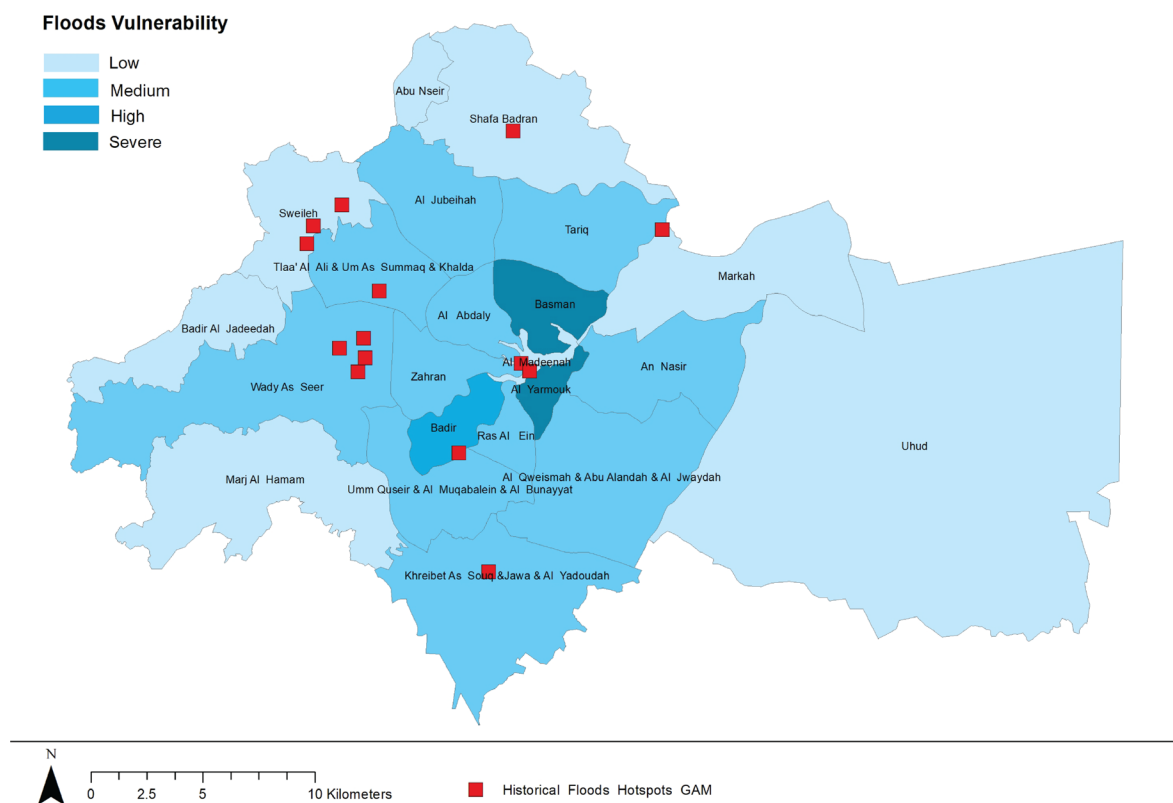 Floods Vulnerability
Low
Medium
High
Severe
Abu Nseir
Shafa Badran
Al Jubeihah
Sweileh
Tariq
Tlaa' Al Ali & Um As Summaq & Khalda
Markah
Basman
Al Abdaly
Badir Al Jadeedah
Al Madeenah
An Nasir
Zahran
Wady As Seer
Al Yarmouk
Badir
Ras Al Ein
Uhud
Al Qweismah & Abu Alandah & Al Jwaydah
Marj Al Hamam
Umm Quseir & Al Muqabalein & Al Bunayyat
Khreibet As Souq &Jawa & Al Yadoudah
N
0 2.5 5 10 Kilometers
Historical Floods Hotspots GAM